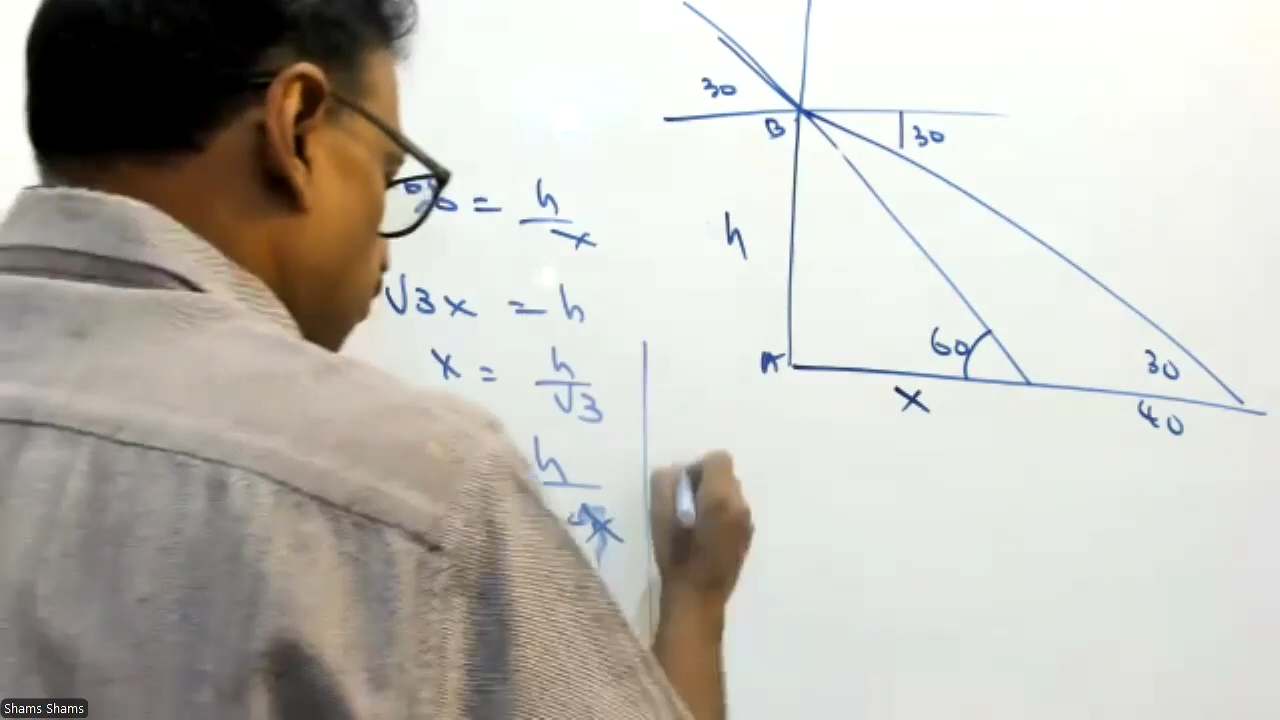 30
B
30
= h/x
h
√3x = h
x = h/√3
60
30
A
x
40
h
x
Shams Shams